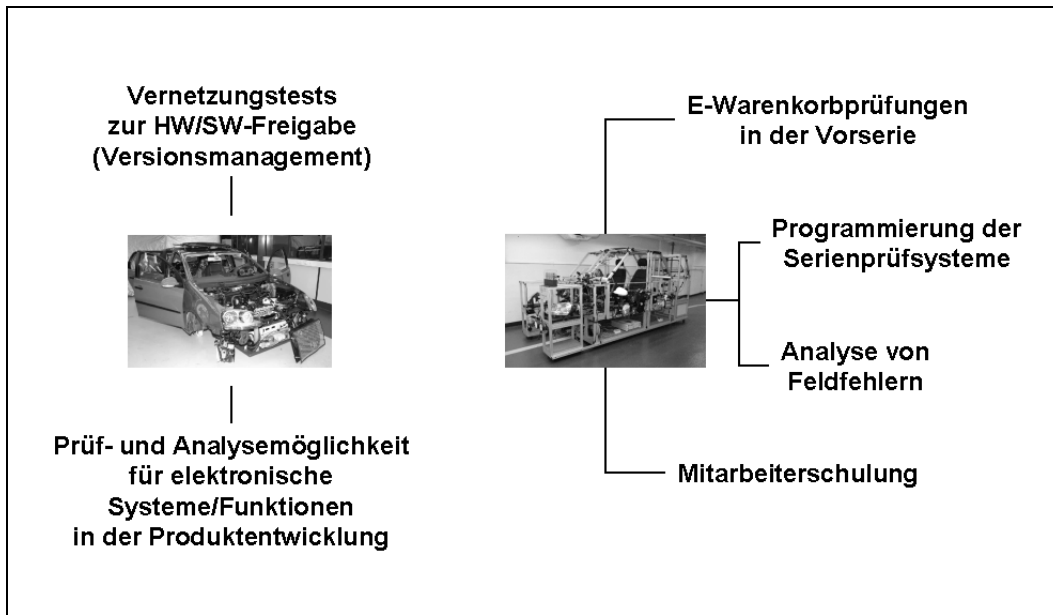 Vernetzungstests
zur HW/SW-Freigabe
(Versionsmanagement)
Prüf- und Analysemöglichkeit
für elektronische
Systeme/Funktionen
in der Produktentwicklung
E-Warenkorbprüfungen
in der Vorserie
Programmierung der
Serienprüfsysteme
Analyse von
Feldfehlern
Mitarbeiterschulung